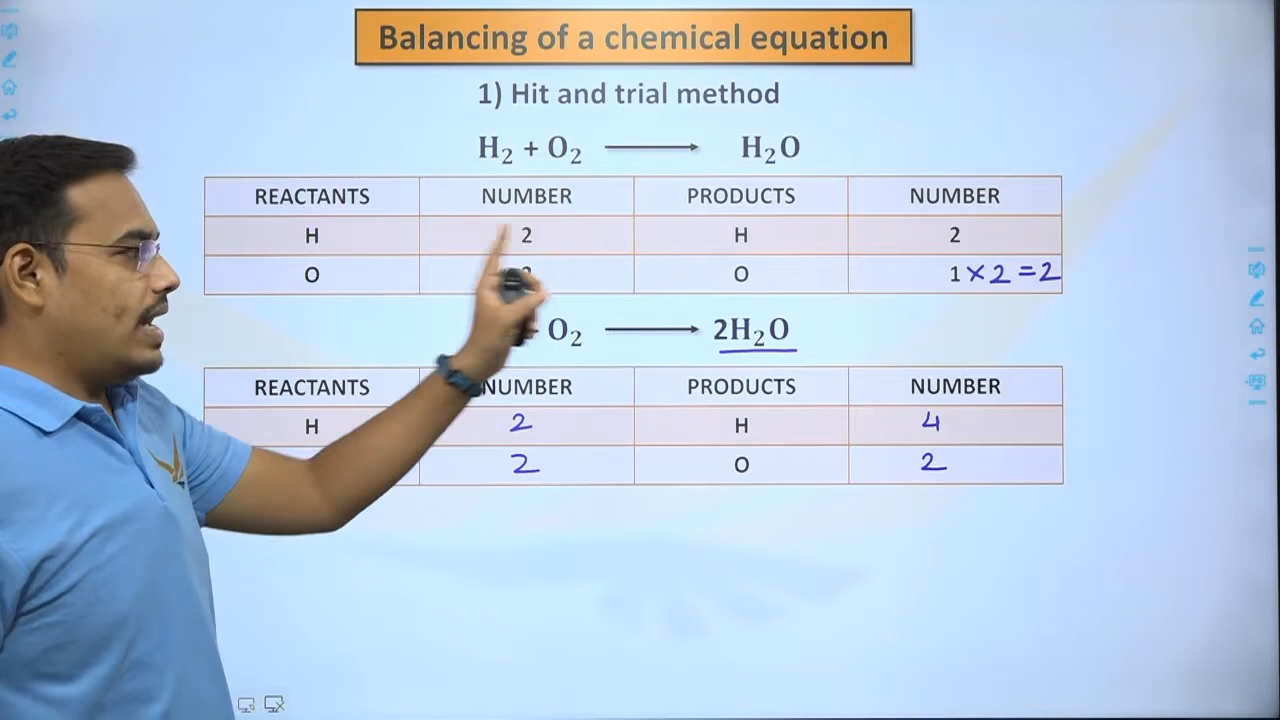 Balancing of a chemical equation
1) Hit and trial method
H₂ + O₂ ⟶ H₂O
REACTANTS NUMBER PRODUCTS NUMBER
H 2 H 2
O O 1 × 2 = 2
O₂ ⟶ 2H₂O
REACTANTS NUMBER PRODUCTS NUMBER
H 2 H 4
2 O 2